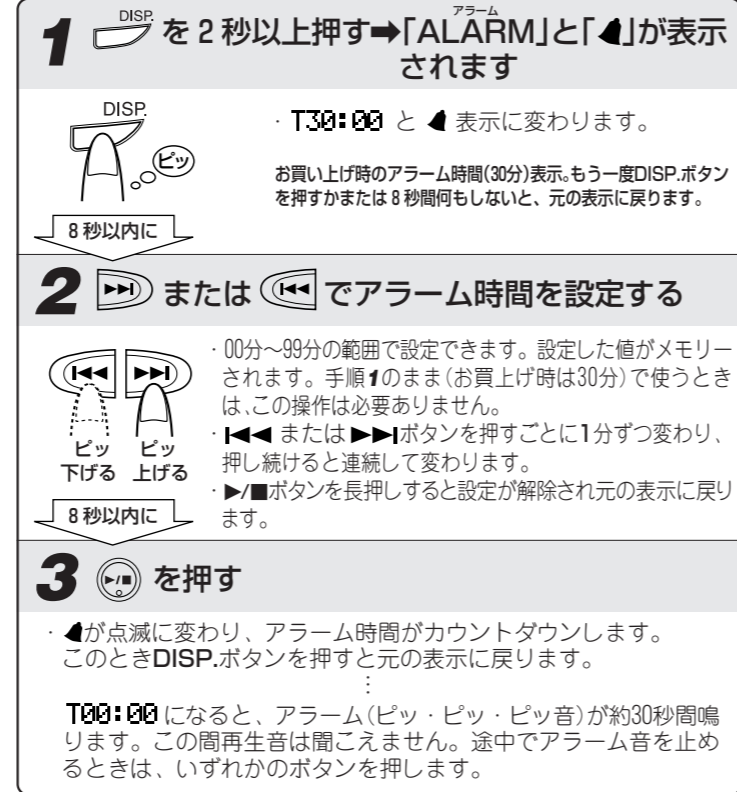 1 DISP. を2秒以上押す➡「ALARM」と「🔔」が表示
アラーム
されます
DISP.
ピッ
8秒以内に
・T30:00 と 🔔 表示に変わります。
お買い上げ時のアラーム時間(30分)表示。もう一度DISP.ボタン
を押すかまたは8秒間何もしないと、元の表示に戻ります。
2 ▶▶| または |◀◀ でアラーム時間を設定する
|◀◀ ▶▶|
ピッ ピッ
下げる 上げる
8秒以内に
・00分〜99分の範囲で設定できます。設定した値がメモリー
されます。手順1のまま(お買上げ時は30分)で使うとき
は、この操作は必要ありません。
・|◀◀ または ▶▶|ボタンを押すごとに1分ずつ変わり、
押し続けると連続して変わります。
・▶/■ボタンを長押しすると設定が解除され元の表示に戻り
ます。
3 ▶/■ を押す
・🔔が点滅に変わり、アラーム時間がカウントダウンします。
このときDISP.ボタンを押すと元の表示に戻ります。
⋮
T00:00 になると、アラーム(ピッ・ピッ・ピッ音)が約30秒間鳴
ります。この間再生音は聞こえません。途中でアラーム音を止め
るときは、いずれかのボタンを押します。